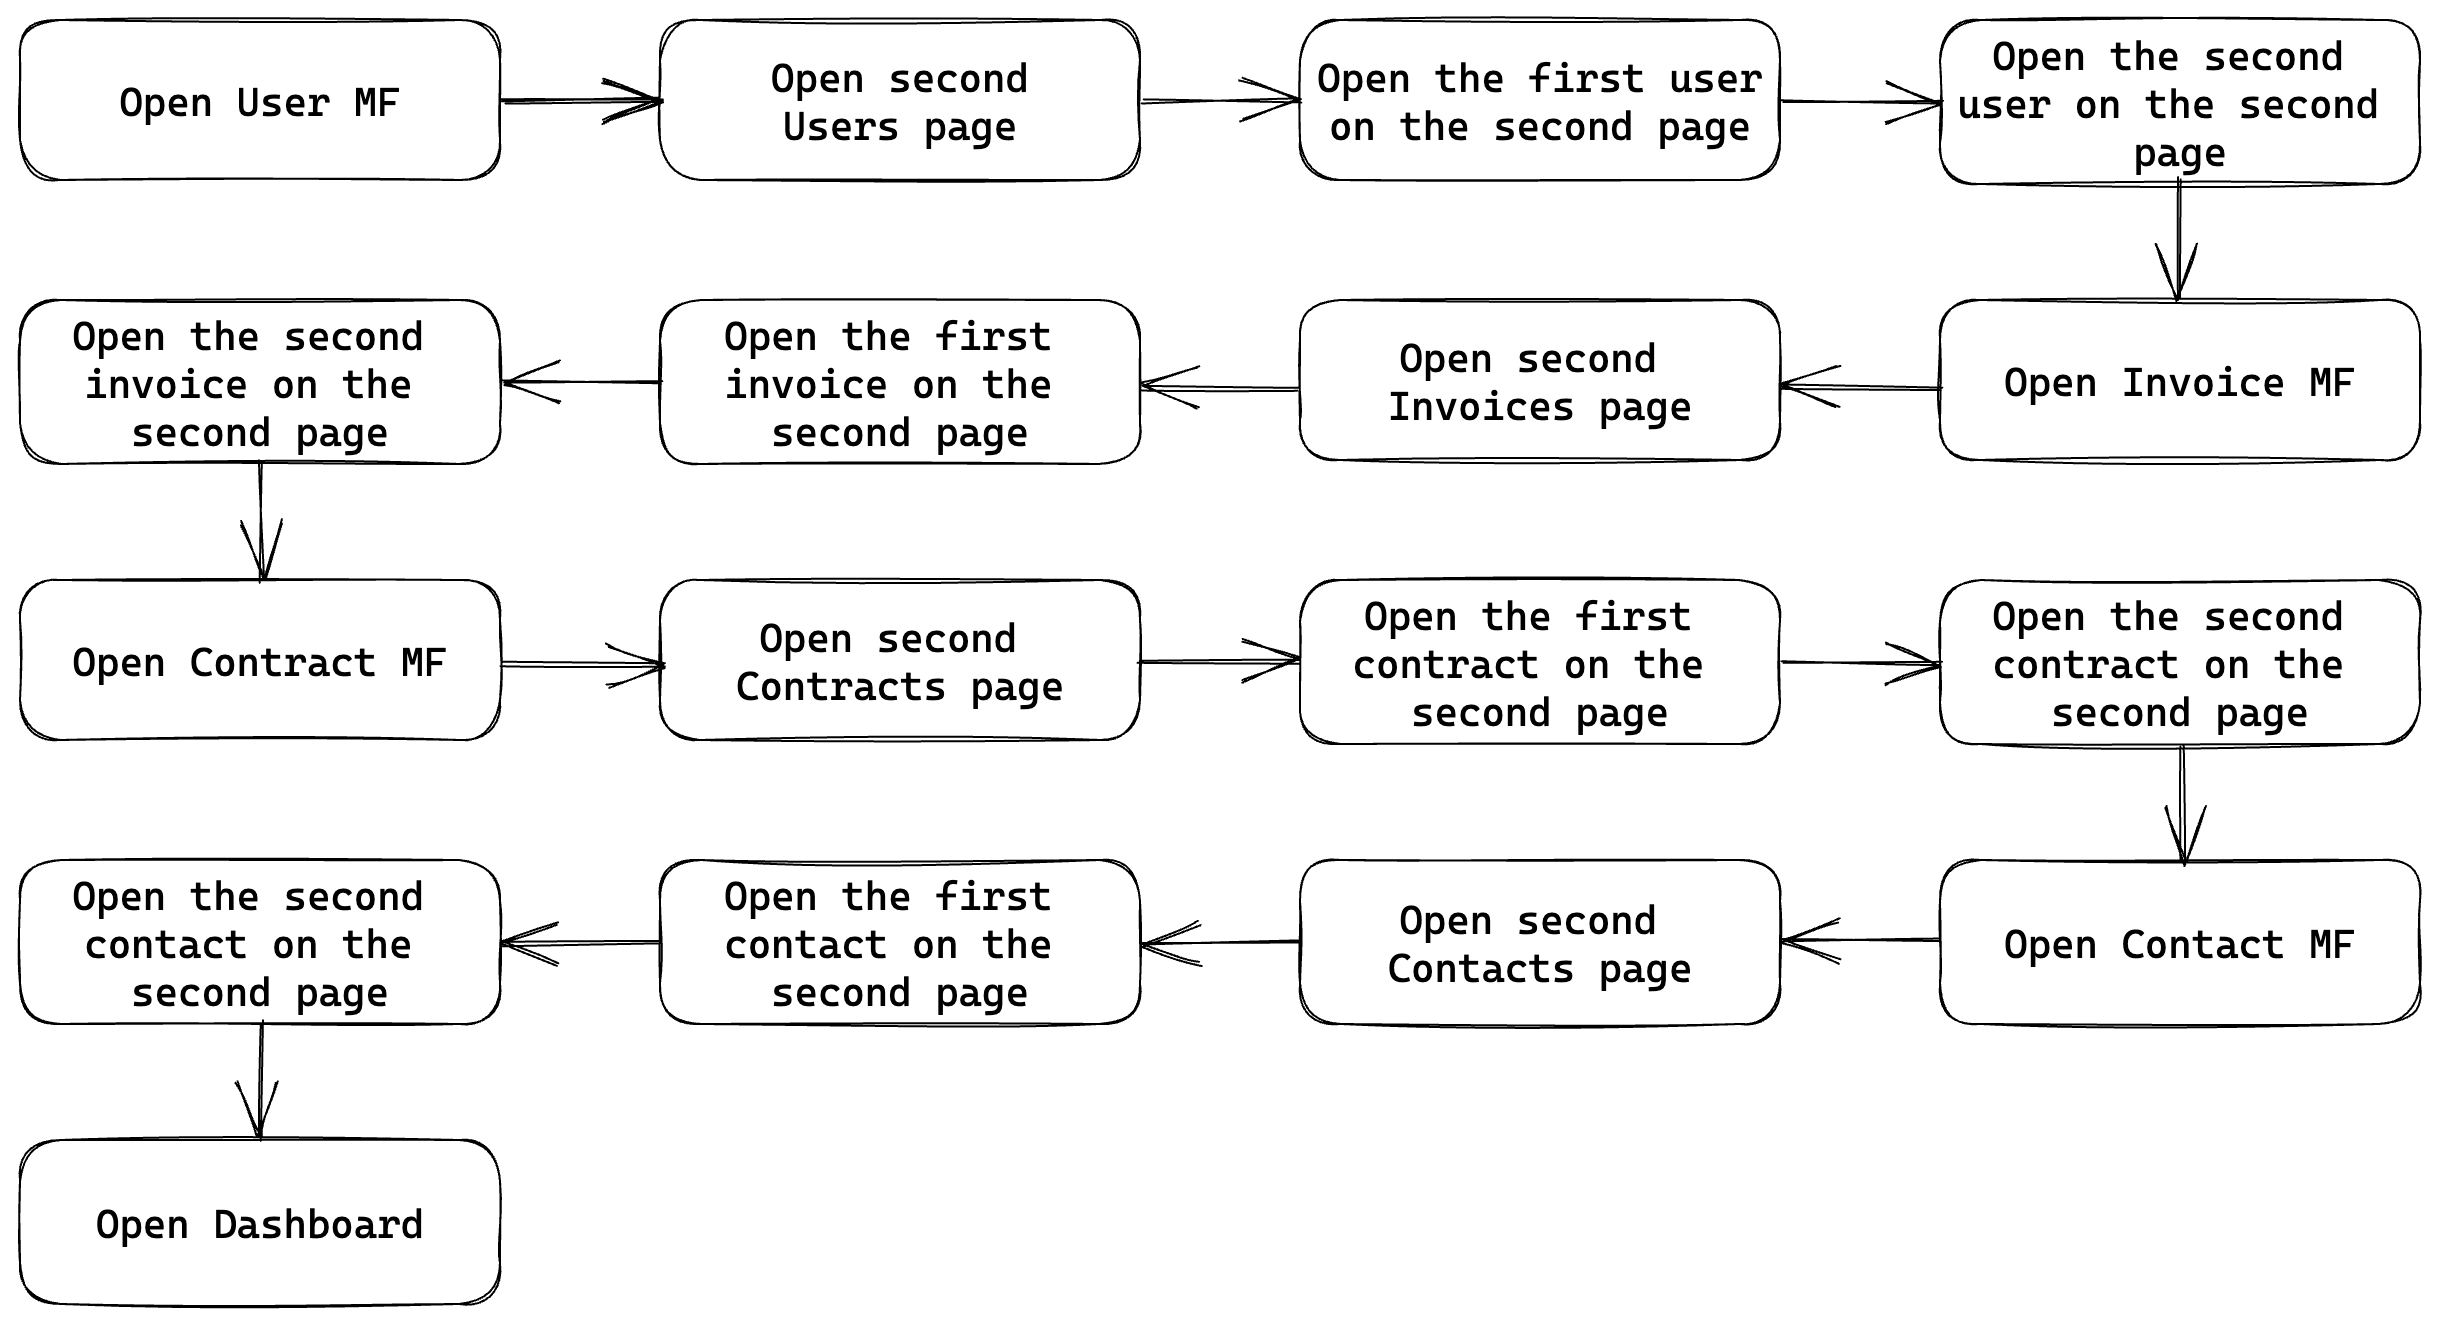 Open User MF
Open second
Users page
Open the first user
on the second page
Open the second
user on the second
page
Open Invoice MF
Open second
Invoices page
Open the first
invoice on the
second page
Open the second
invoice on the
second page
Open Contract MF
Open second
Contracts page
Open the first
contract on the
second page
Open the second
contract on the
second page
Open Contact MF
Open second
Contacts page
Open the first
contact on the
second page
Open the second
contact on the
second page
Open Dashboard